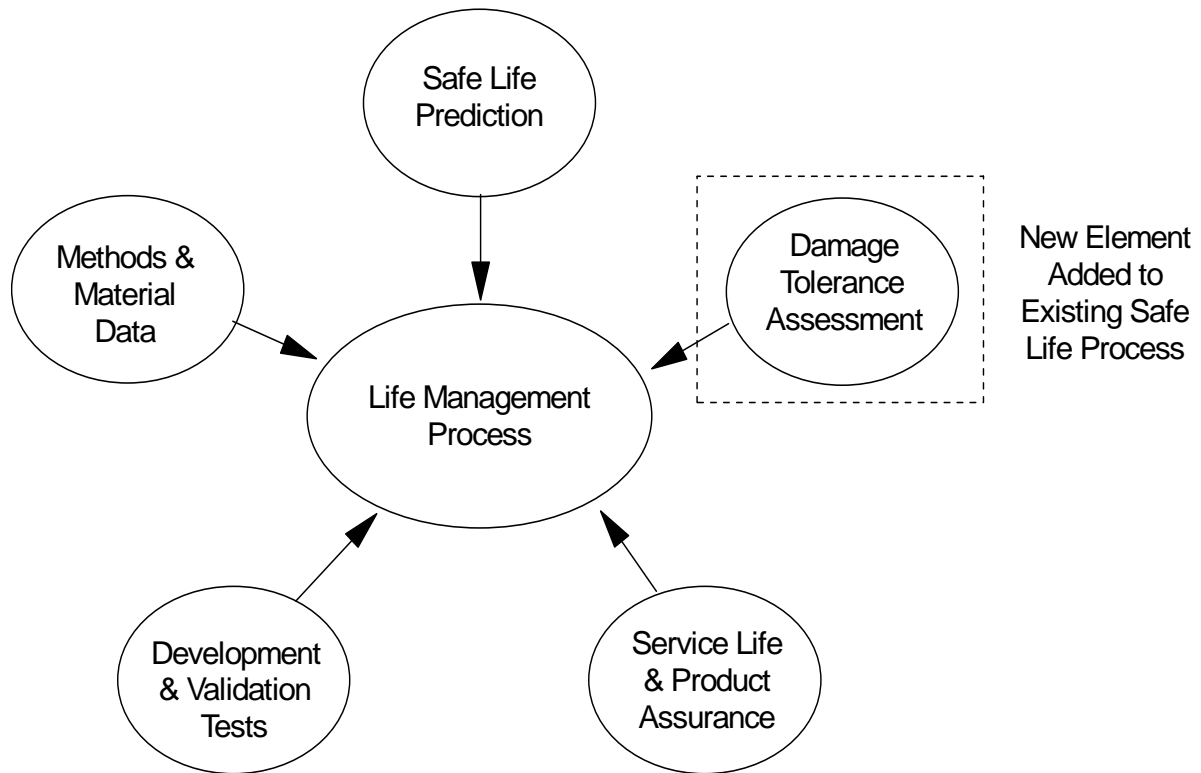 Safe Life
Prediction
Methods &
Material
Data
Damage
Tolerance
Assessment
New Element
Added to
Existing Safe
Life Process
Life Management
Process
Development
& Validation
Tests
Service Life
& Product
Assurance